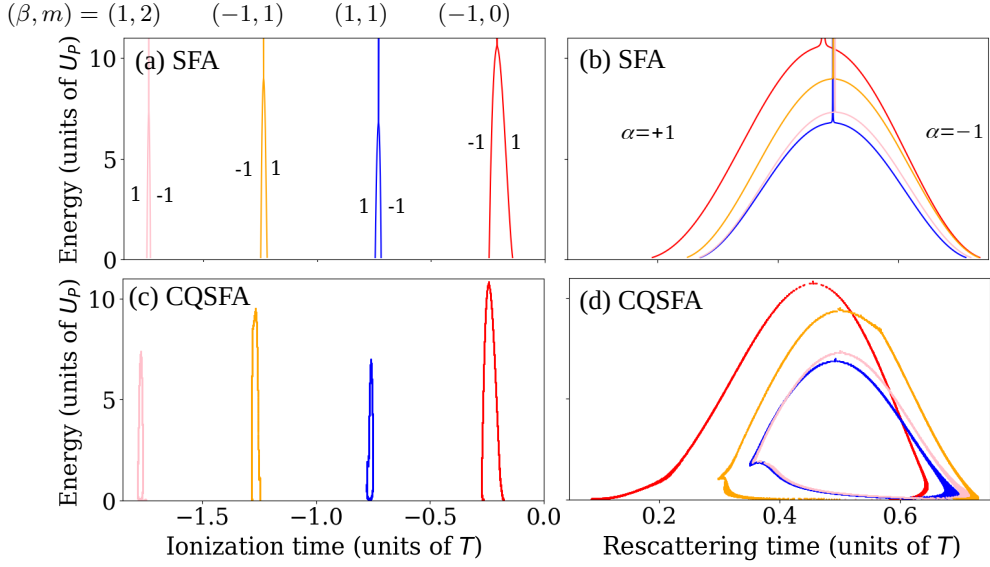 (β, m) = (1, 2) (−1, 1) (1, 1) (−1, 0)
(a) SFA
(b) SFA
Energy (units of U_P)
10
5
0
1 -1
-1 1
1 -1
-1 1
α=+1
α=−1
(c) CQSFA
(d) CQSFA
Energy (units of U_P)
10
5
0
−1.5 −1.0 −0.5 0.0
0.2 0.4 0.6
Ionization time (units of T)
Rescattering time (units of T)